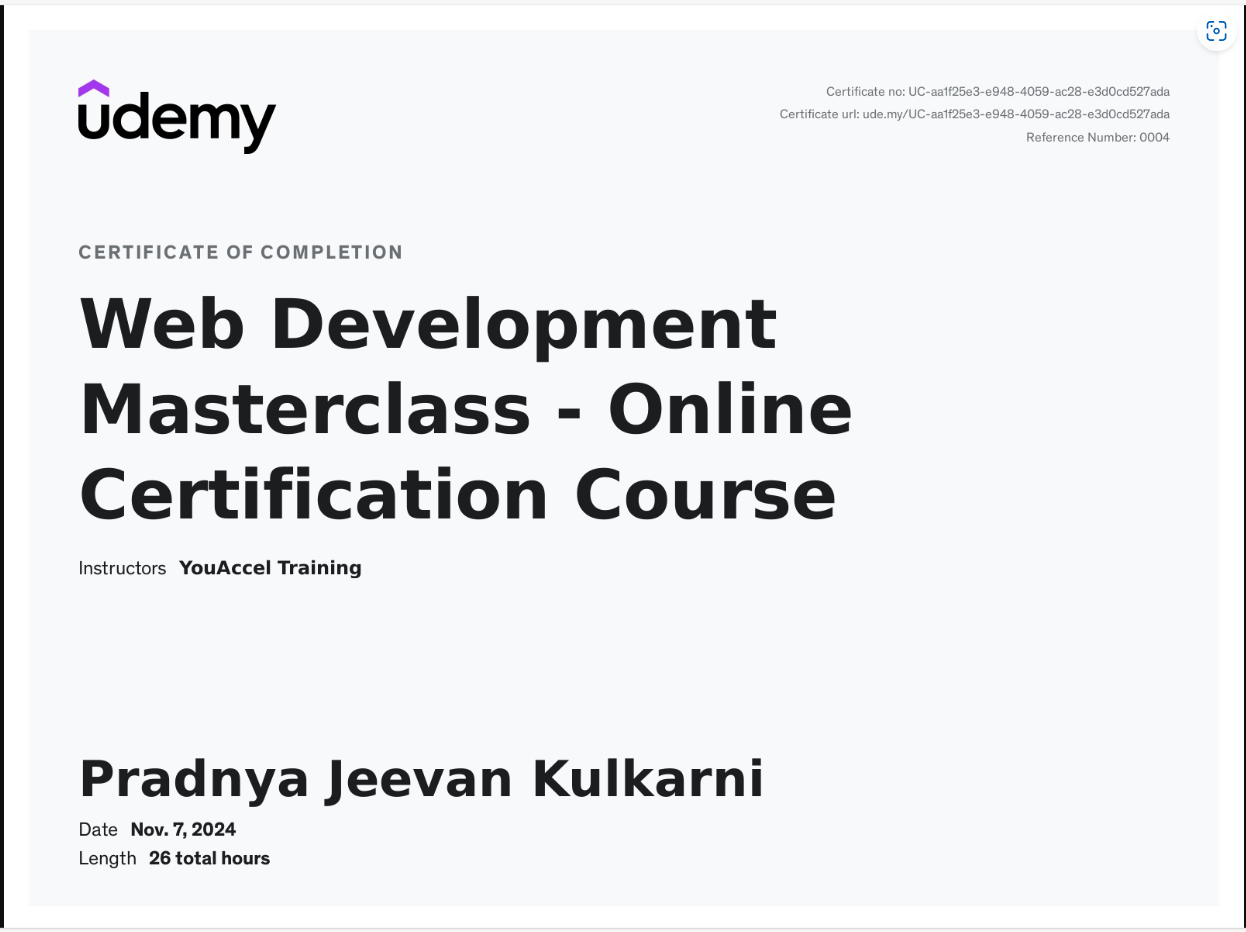 udemy
Certificate no: UC-aa1f25e3-e948-4059-ac28-e3d0cd527ada
Certificate url: ude.my/UC-aa1f25e3-e948-4059-ac28-e3d0cd527ada
Reference Number: 0004
CERTIFICATE OF COMPLETION
Web Development
Masterclass - Online
Certification Course
Instructors YouAccel Training
Pradnya Jeevan Kulkarni
Date Nov. 7, 2024
Length 26 total hours